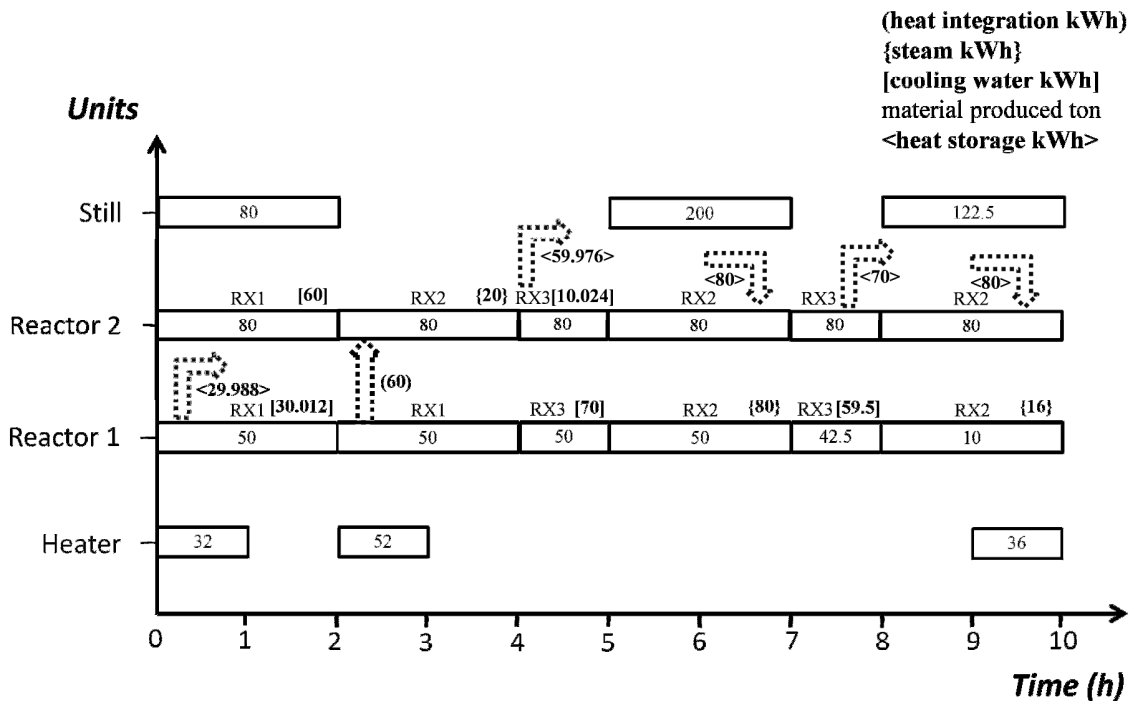 (heat integration kWh)
{steam kWh}
[cooling water kWh]
material produced ton
<heat storage kWh>
Units
Still
80
200
122.5
<59.976>
<80>
<70>
<80>
RX1 [60] RX2 {20} RX3[10.024] RX2 RX3 RX2
Reactor 2
80 80 80 80 80 80
<29.988>
(60)
RX1 [30.012] RX1 RX3 [70] RX2 {80} RX3 [59.5] RX2 {16}
Reactor 1
50 50 50 50 42.5 10
Heater
32 52 36
0 1 2 3 4 5 6 7 8 9 10
Time (h)